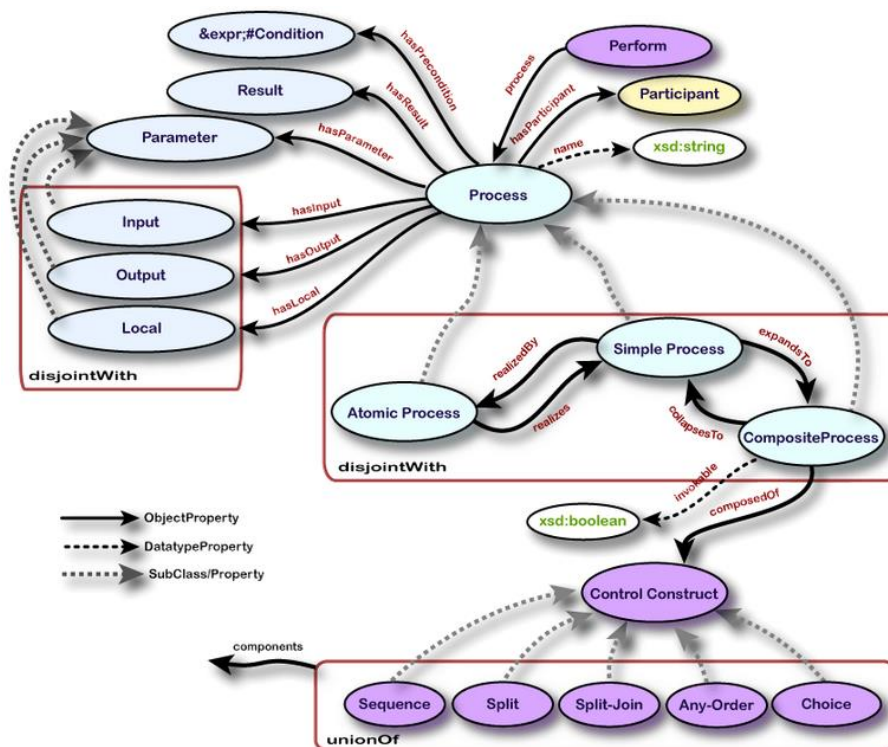 &expr;#Condition
hasPrecondition
Perform
process
Result
hasResult
hasParticipant
Participant
Parameter
hasParameter
name
xsd:string
Process
Input
hasInput
Output
hasOutput
Local
hasLocal
disjointWith
Simple Process
expandsTo
realizedBy
Atomic Process
realizes
collapsesTo
CompositeProcess
disjointWith
invokable
composedOf
ObjectProperty
xsd:boolean
DatatypeProperty
SubClass/Property
Control Construct
components
Sequence
Split
Split-Join
Any-Order
Choice
unionOf